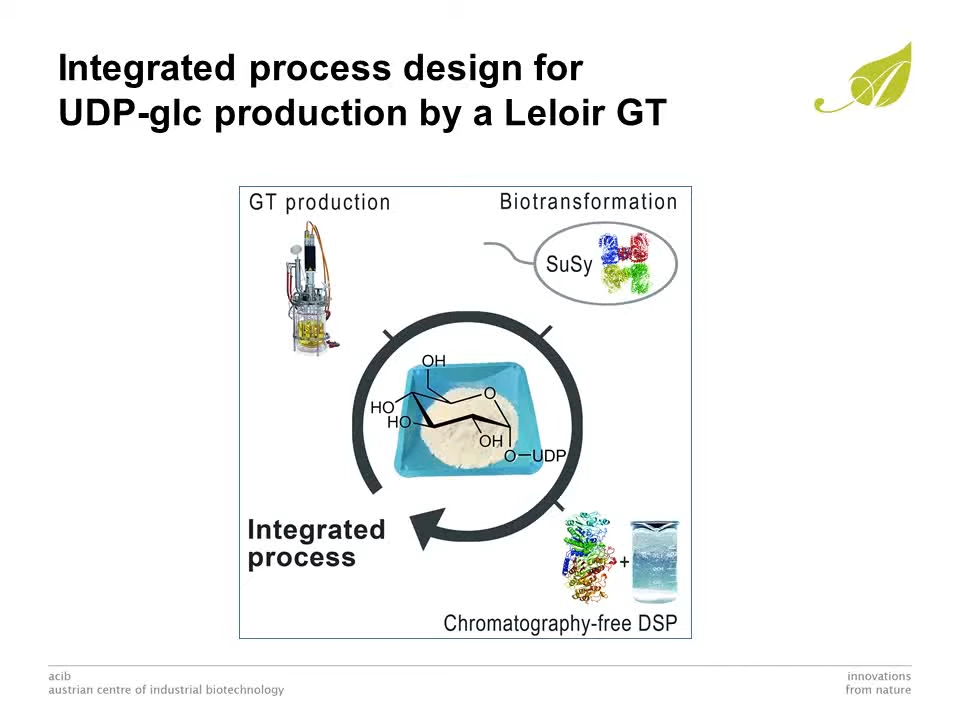 Integrated process design for
UDP-glc production by a Leloir GT
GT production
Biotransformation
SuSy
OH
O
HO
HO
OH
O
UDP
Integrated
process
+
Chromatography-free DSP
acib
austrian centre of industrial biotechnology
innovations
from nature